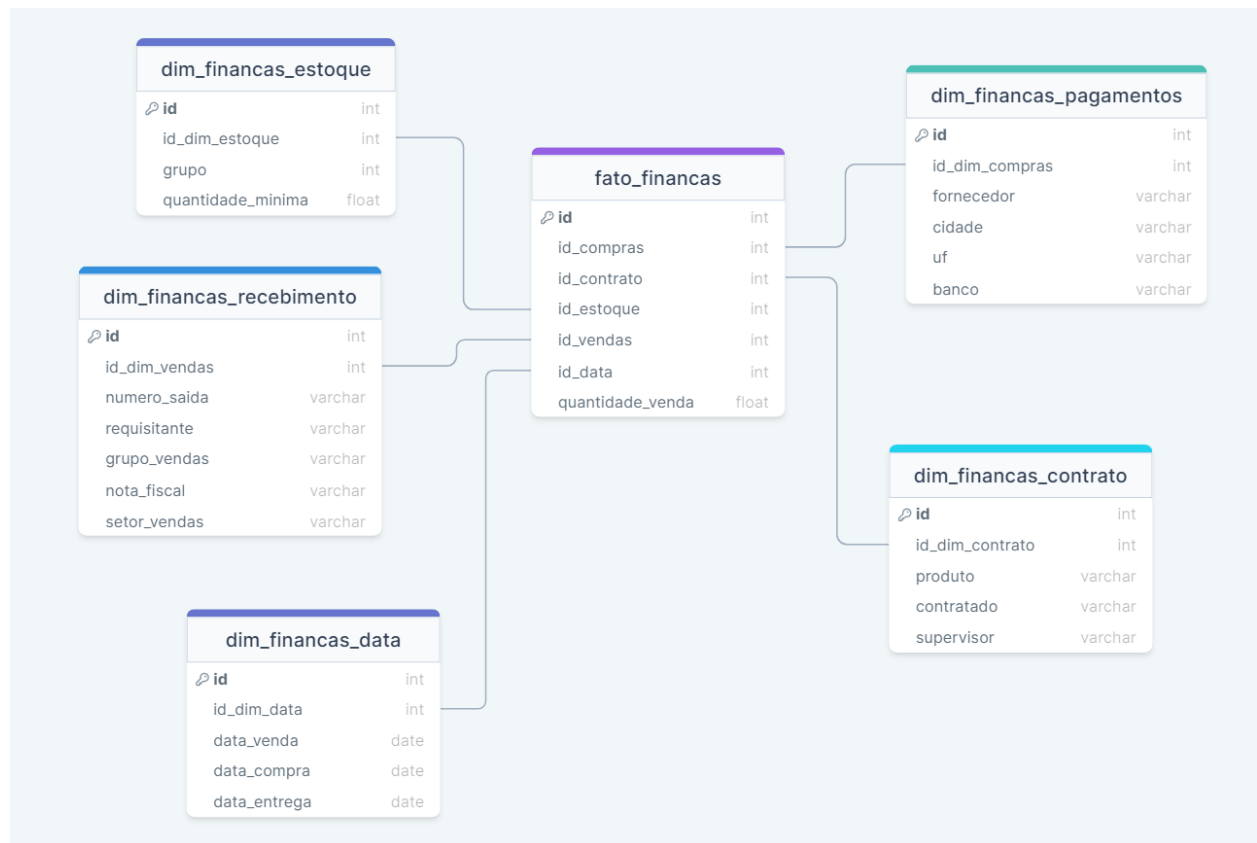 dim_financas_estoque
id int
id_dim_estoque int
grupo int
quantidade_minima float
dim_financas_recebimento
id int
id_dim_vendas int
numero_saida varchar
requisitante varchar
grupo_vendas varchar
nota_fiscal varchar
setor_vendas varchar
dim_financas_data
id int
id_dim_data int
data_venda date
data_compra date
data_entrega date
fato_financas
id int
id_compras int
id_contrato int
id_estoque int
id_vendas int
id_data int
quantidade_venda float
dim_financas_pagamentos
id int
id_dim_compras int
fornecedor varchar
cidade varchar
uf varchar
banco varchar
dim_financas_contrato
id int
id_dim_contrato int
produto varchar
contratado varchar
supervisor varchar